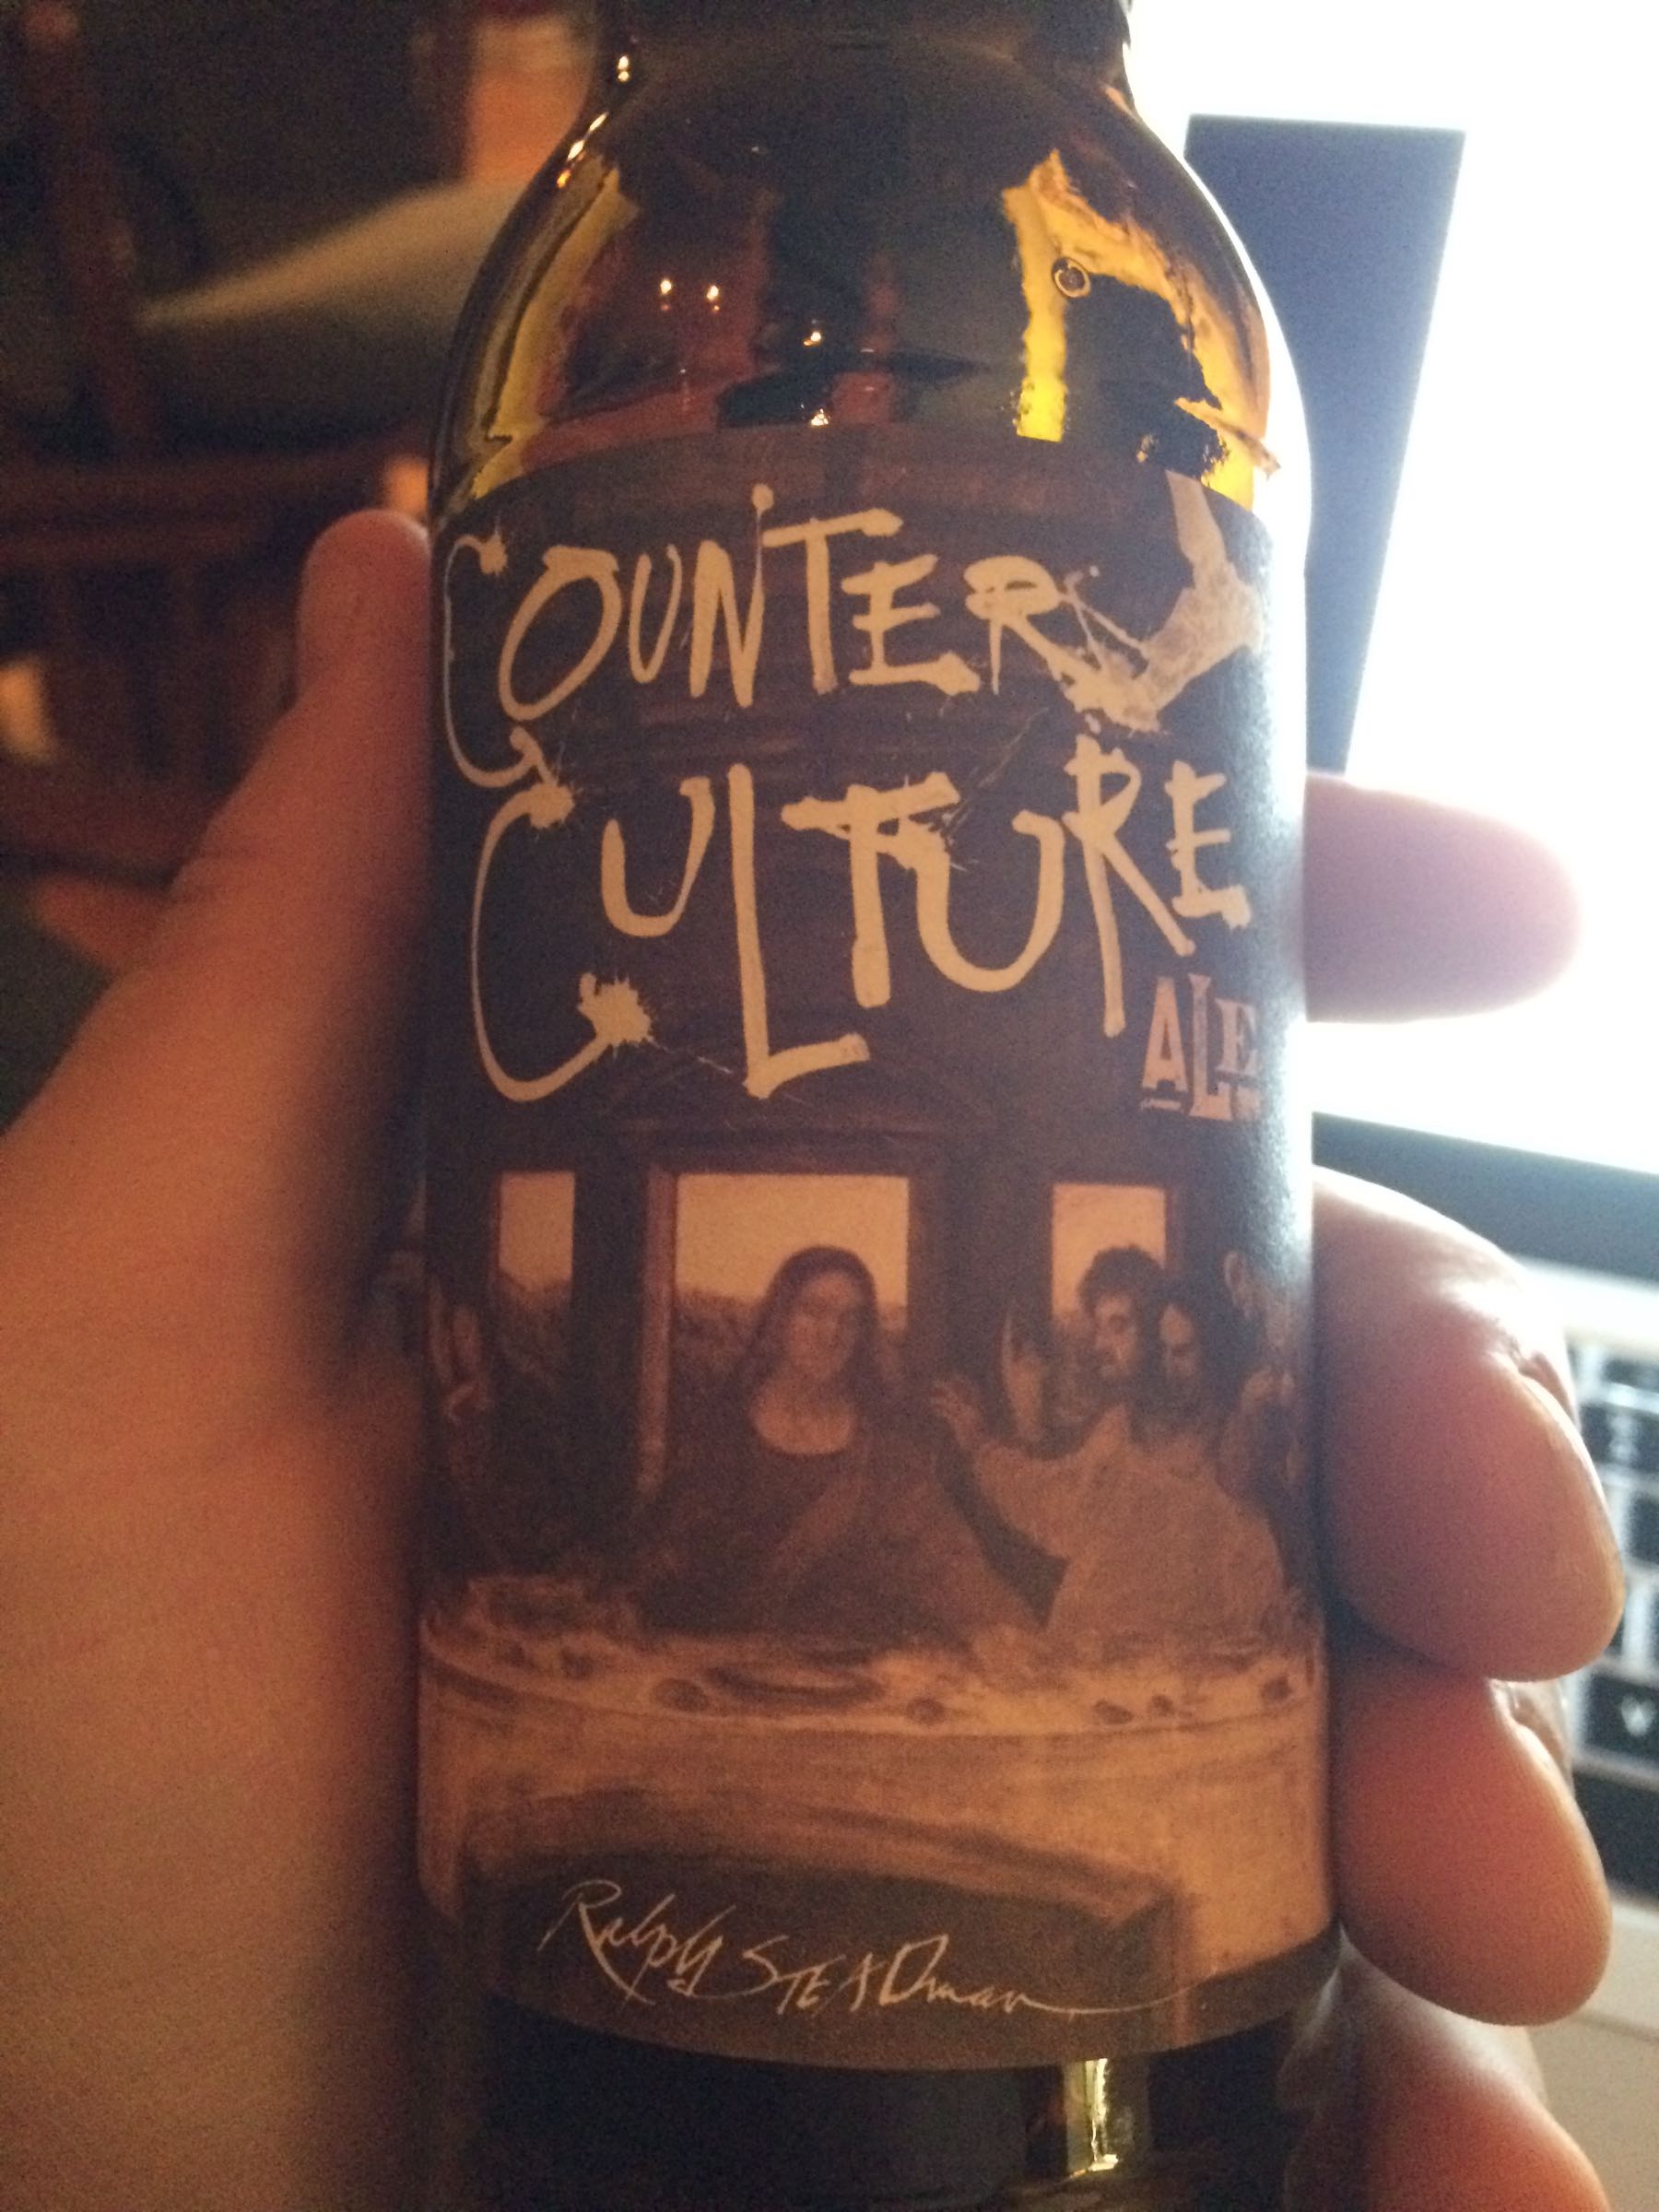 COUNTER
CULTURE
ALE
Ralph STEADman
V